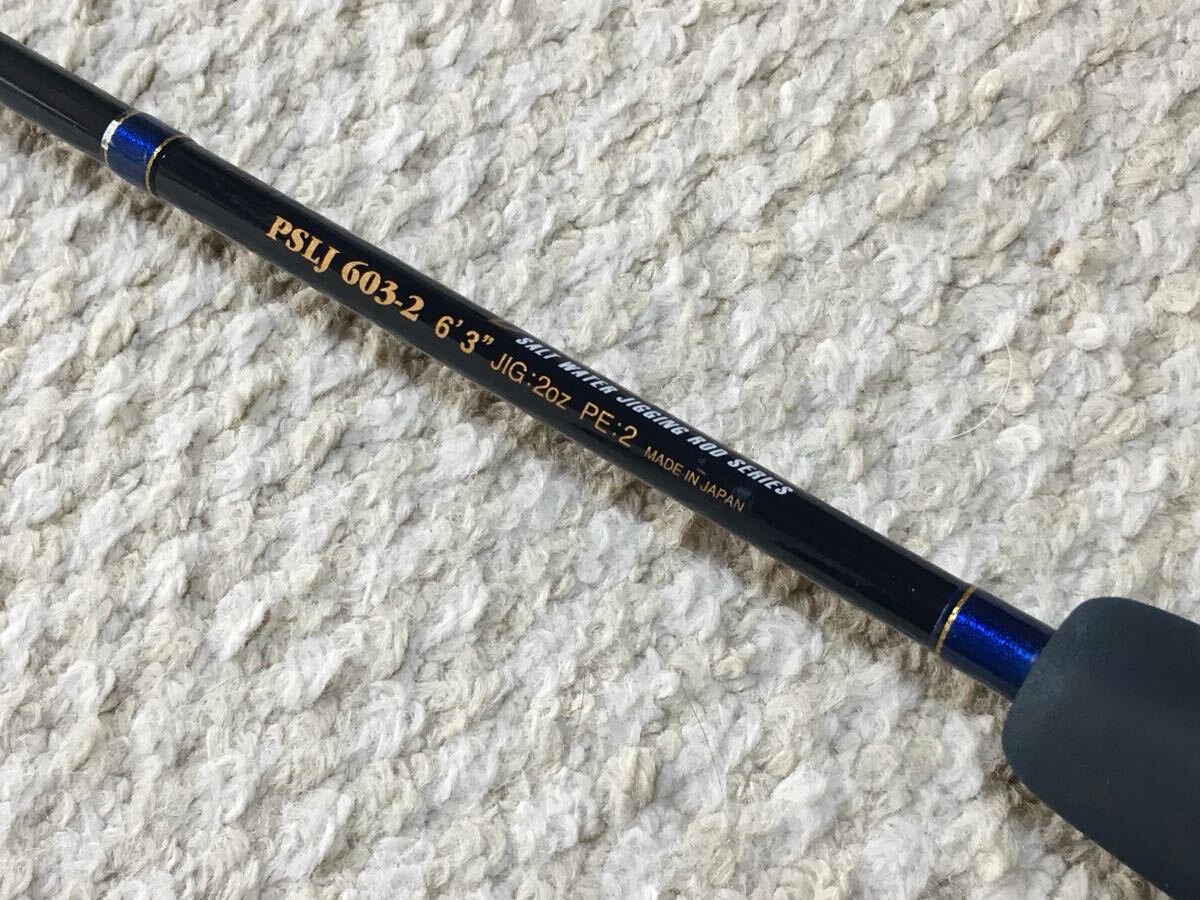 PSLJ 603-2 6'3"
SALT WATER JIGGING ROD SERIES
JIG:2oz PE:2
MADE IN JAPAN